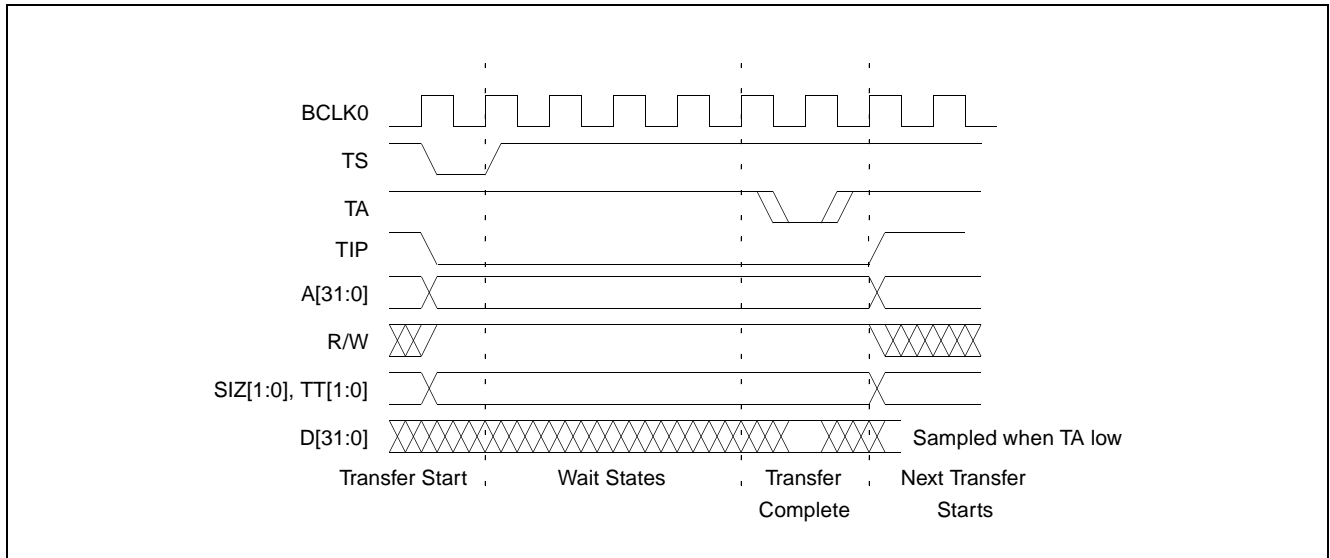 BCLK0
TS
TA
TIP
A[31:0]
R/W
SIZ[1:0], TT[1:0]
D[31:0]
Sampled when TA low
Transfer Start
Wait States
Transfer
Complete
Next Transfer
Starts